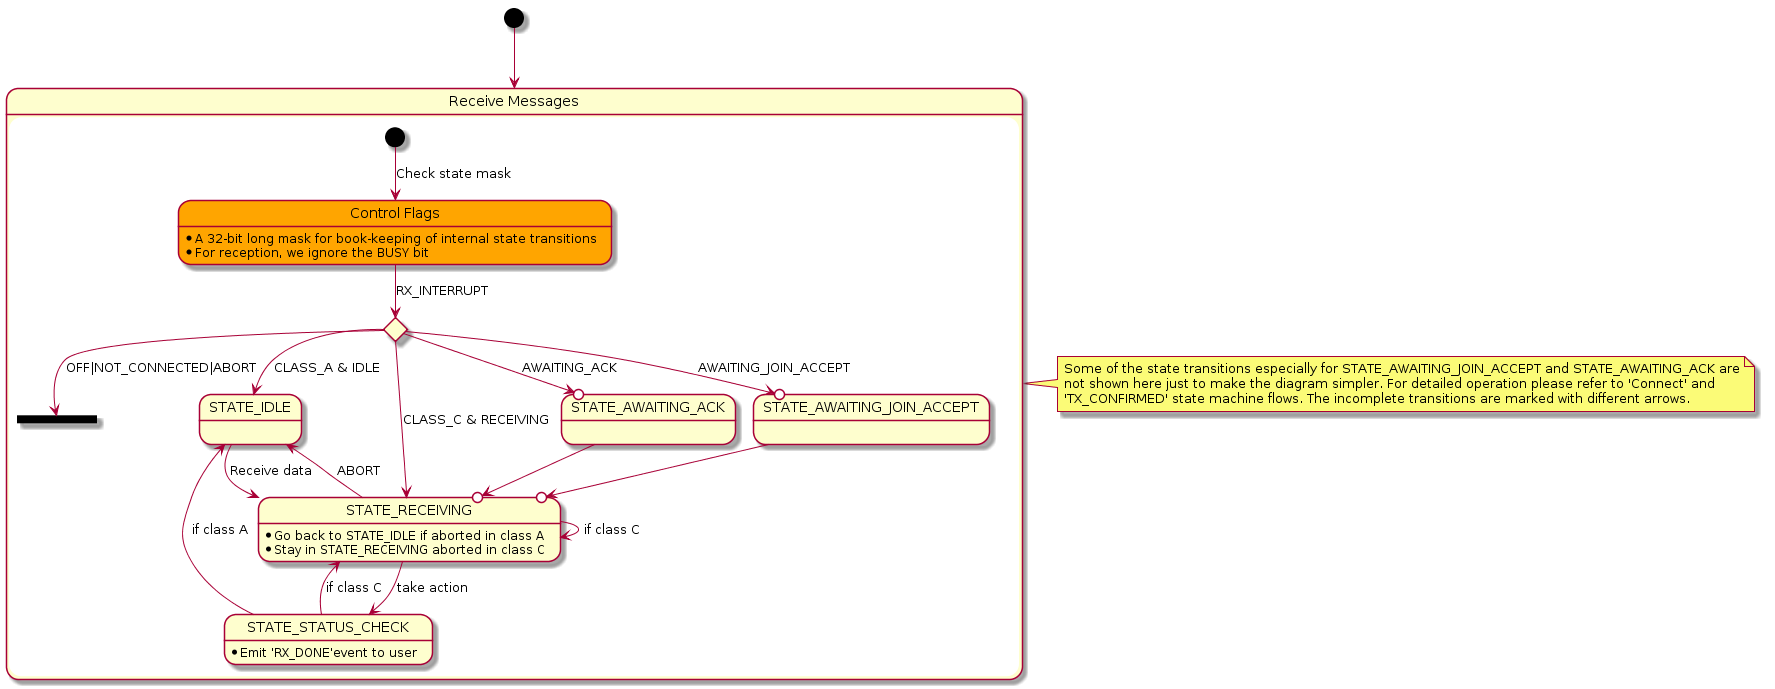 Receive Messages
Check state mask
Control Flags
A 32-bit long mask for book-keeping of internal state transitions
For reception, we ignore the BUSY bit
RX_INTERRUPT
OFF|NOT_CONNECTED|ABORT
CLASS_A & IDLE
AWAITING_ACK
AWAITING_JOIN_ACCEPT
Some of the state transitions especially for STATE_AWAITING_JOIN_ACCEPT and STATE_AWAITING_ACK are
not shown here just to make the diagram simpler. For detailed operation please refer to 'Connect' and
'TX_CONFIRMED' state machine flows. The incomplete transitions are marked with different arrows.
STATE_IDLE
CLASS_C & RECEIVING
STATE_AWAITING_ACK
STATE_AWAITING_JOIN_ACCEPT
Receive data
ABORT
STATE_RECEIVING
Go back to STATE_IDLE if aborted in class A
Stay in STATE_RECEIVING aborted in class C
if class A
if class C
if class C
take action
STATE_STATUS_CHECK
Emit 'RX_DONE'event to user